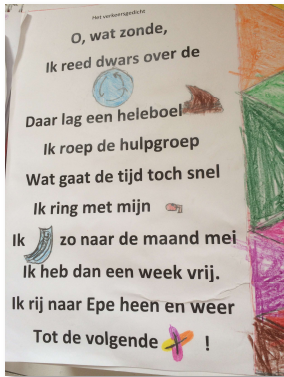 Het verkeersgedicht
O, wat zonde,
Ik reed dwars over de
Daar lag een heleboel
Ik roep de hulpgroep
Wat gaat de tijd toch snel
Ik ring met mijn
Ik zo naar de maand mei
Ik heb dan een week vrij.
Ik rij naar Epe heen en weer
Tot de volgende !